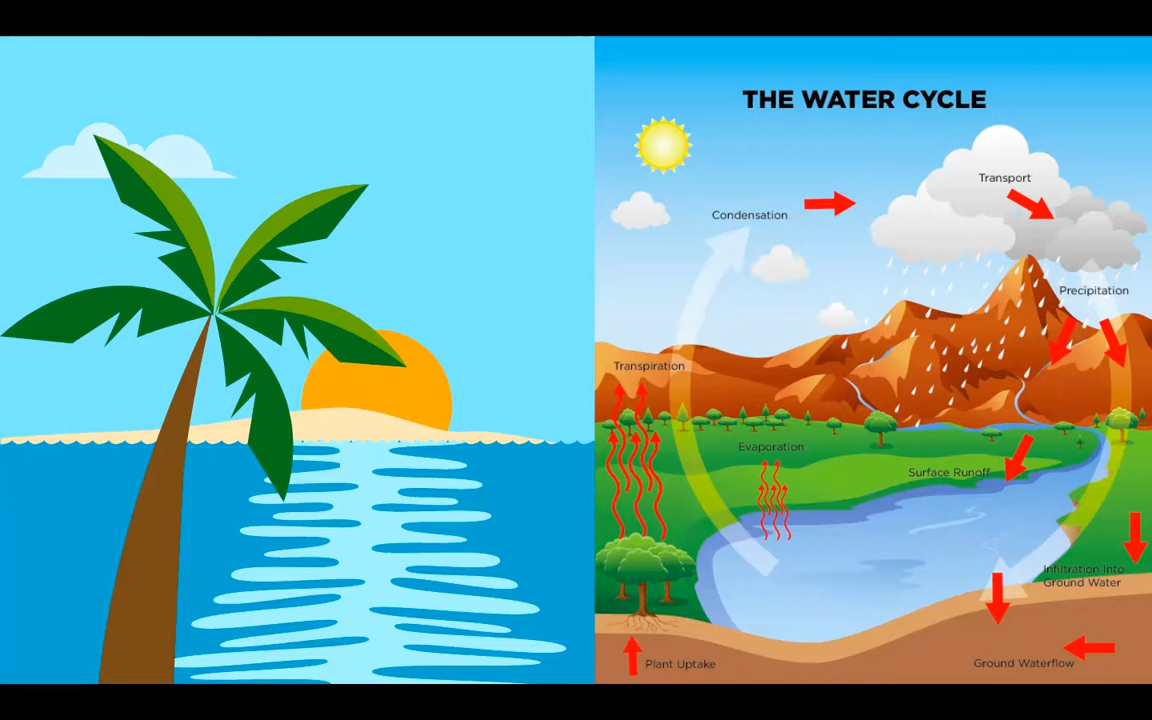 THE WATER CYCLE
Transport
Condensation
Precipitation
Transpiration
Evaporation
Surface Runoff
Infiltration Into
Ground Water
Plant Uptake
Ground Waterflow